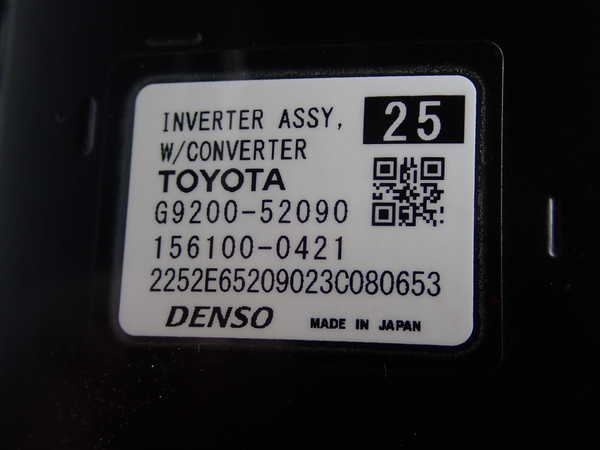 INVERTER ASSY, 25
W/CONVERTER
TOYOTA
G9200-52090
156100-0421
2252E65209023C080653
DENSO MADE IN JAPAN